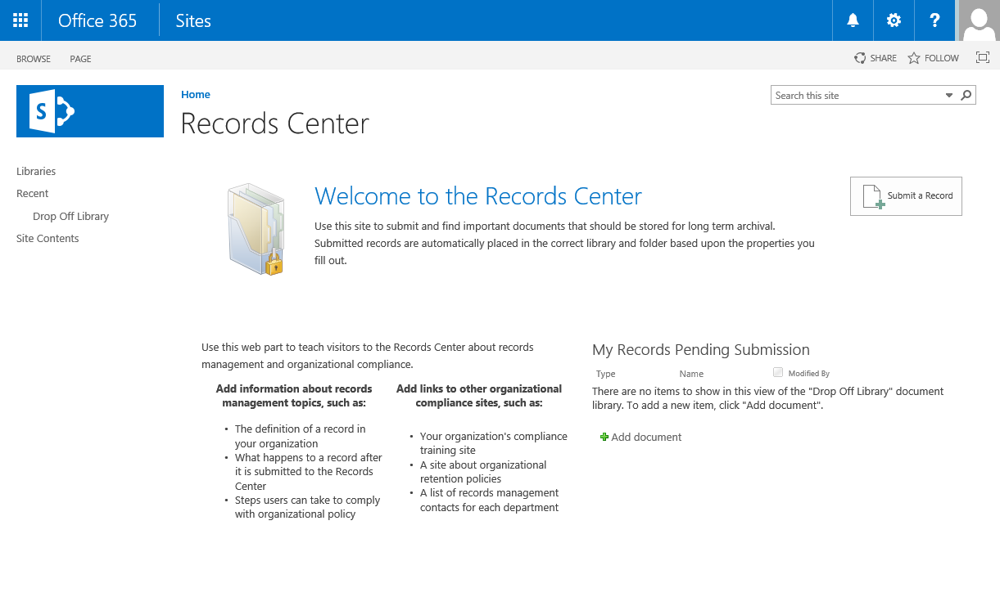 Office 365
Sites
?
BROWSE
PAGE
SHARE
FOLLOW
S
Home
Records Center
Search this site
Libraries
Recent
Drop Off Library
Site Contents
Welcome to the Records Center
Use this site to submit and find important documents that should be stored for long term archival.
Submitted records are automatically placed in the correct library and folder based upon the properties you
fill out.
Submit a Record
Use this web part to teach visitors to the Records Center about records
management and organizational compliance.
Add information about records
management topics, such as:
• The definition of a record in
your organization
• What happens to a record after
it is submitted to the Records
Center
• Steps users can take to comply
with organizational policy
Add links to other organizational
compliance sites, such as:
• Your organization's compliance
training site
• A site about organizational
retention policies
• A list of records management
contacts for each department
My Records Pending Submission
Type Name Modified By
There are no items to show in this view of the "Drop Off Library" document
library. To add a new item, click "Add document".
Add document